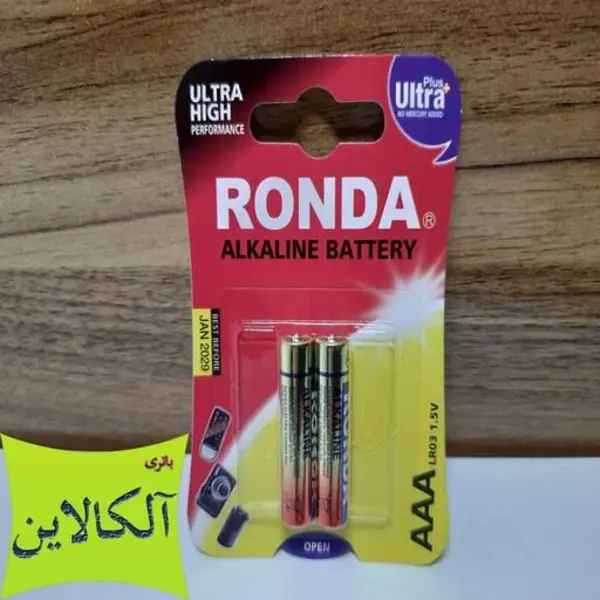 ULTRA
HIGH
PERFORMANCE
Plus
Ultra+
NO MERCURY ADDED
RONDA®
ALKALINE BATTERY
BEST BEFORE
JAN 2029
ALKALINE
AAA LR03 1.5V
OPEN
باتری
آلکالاین